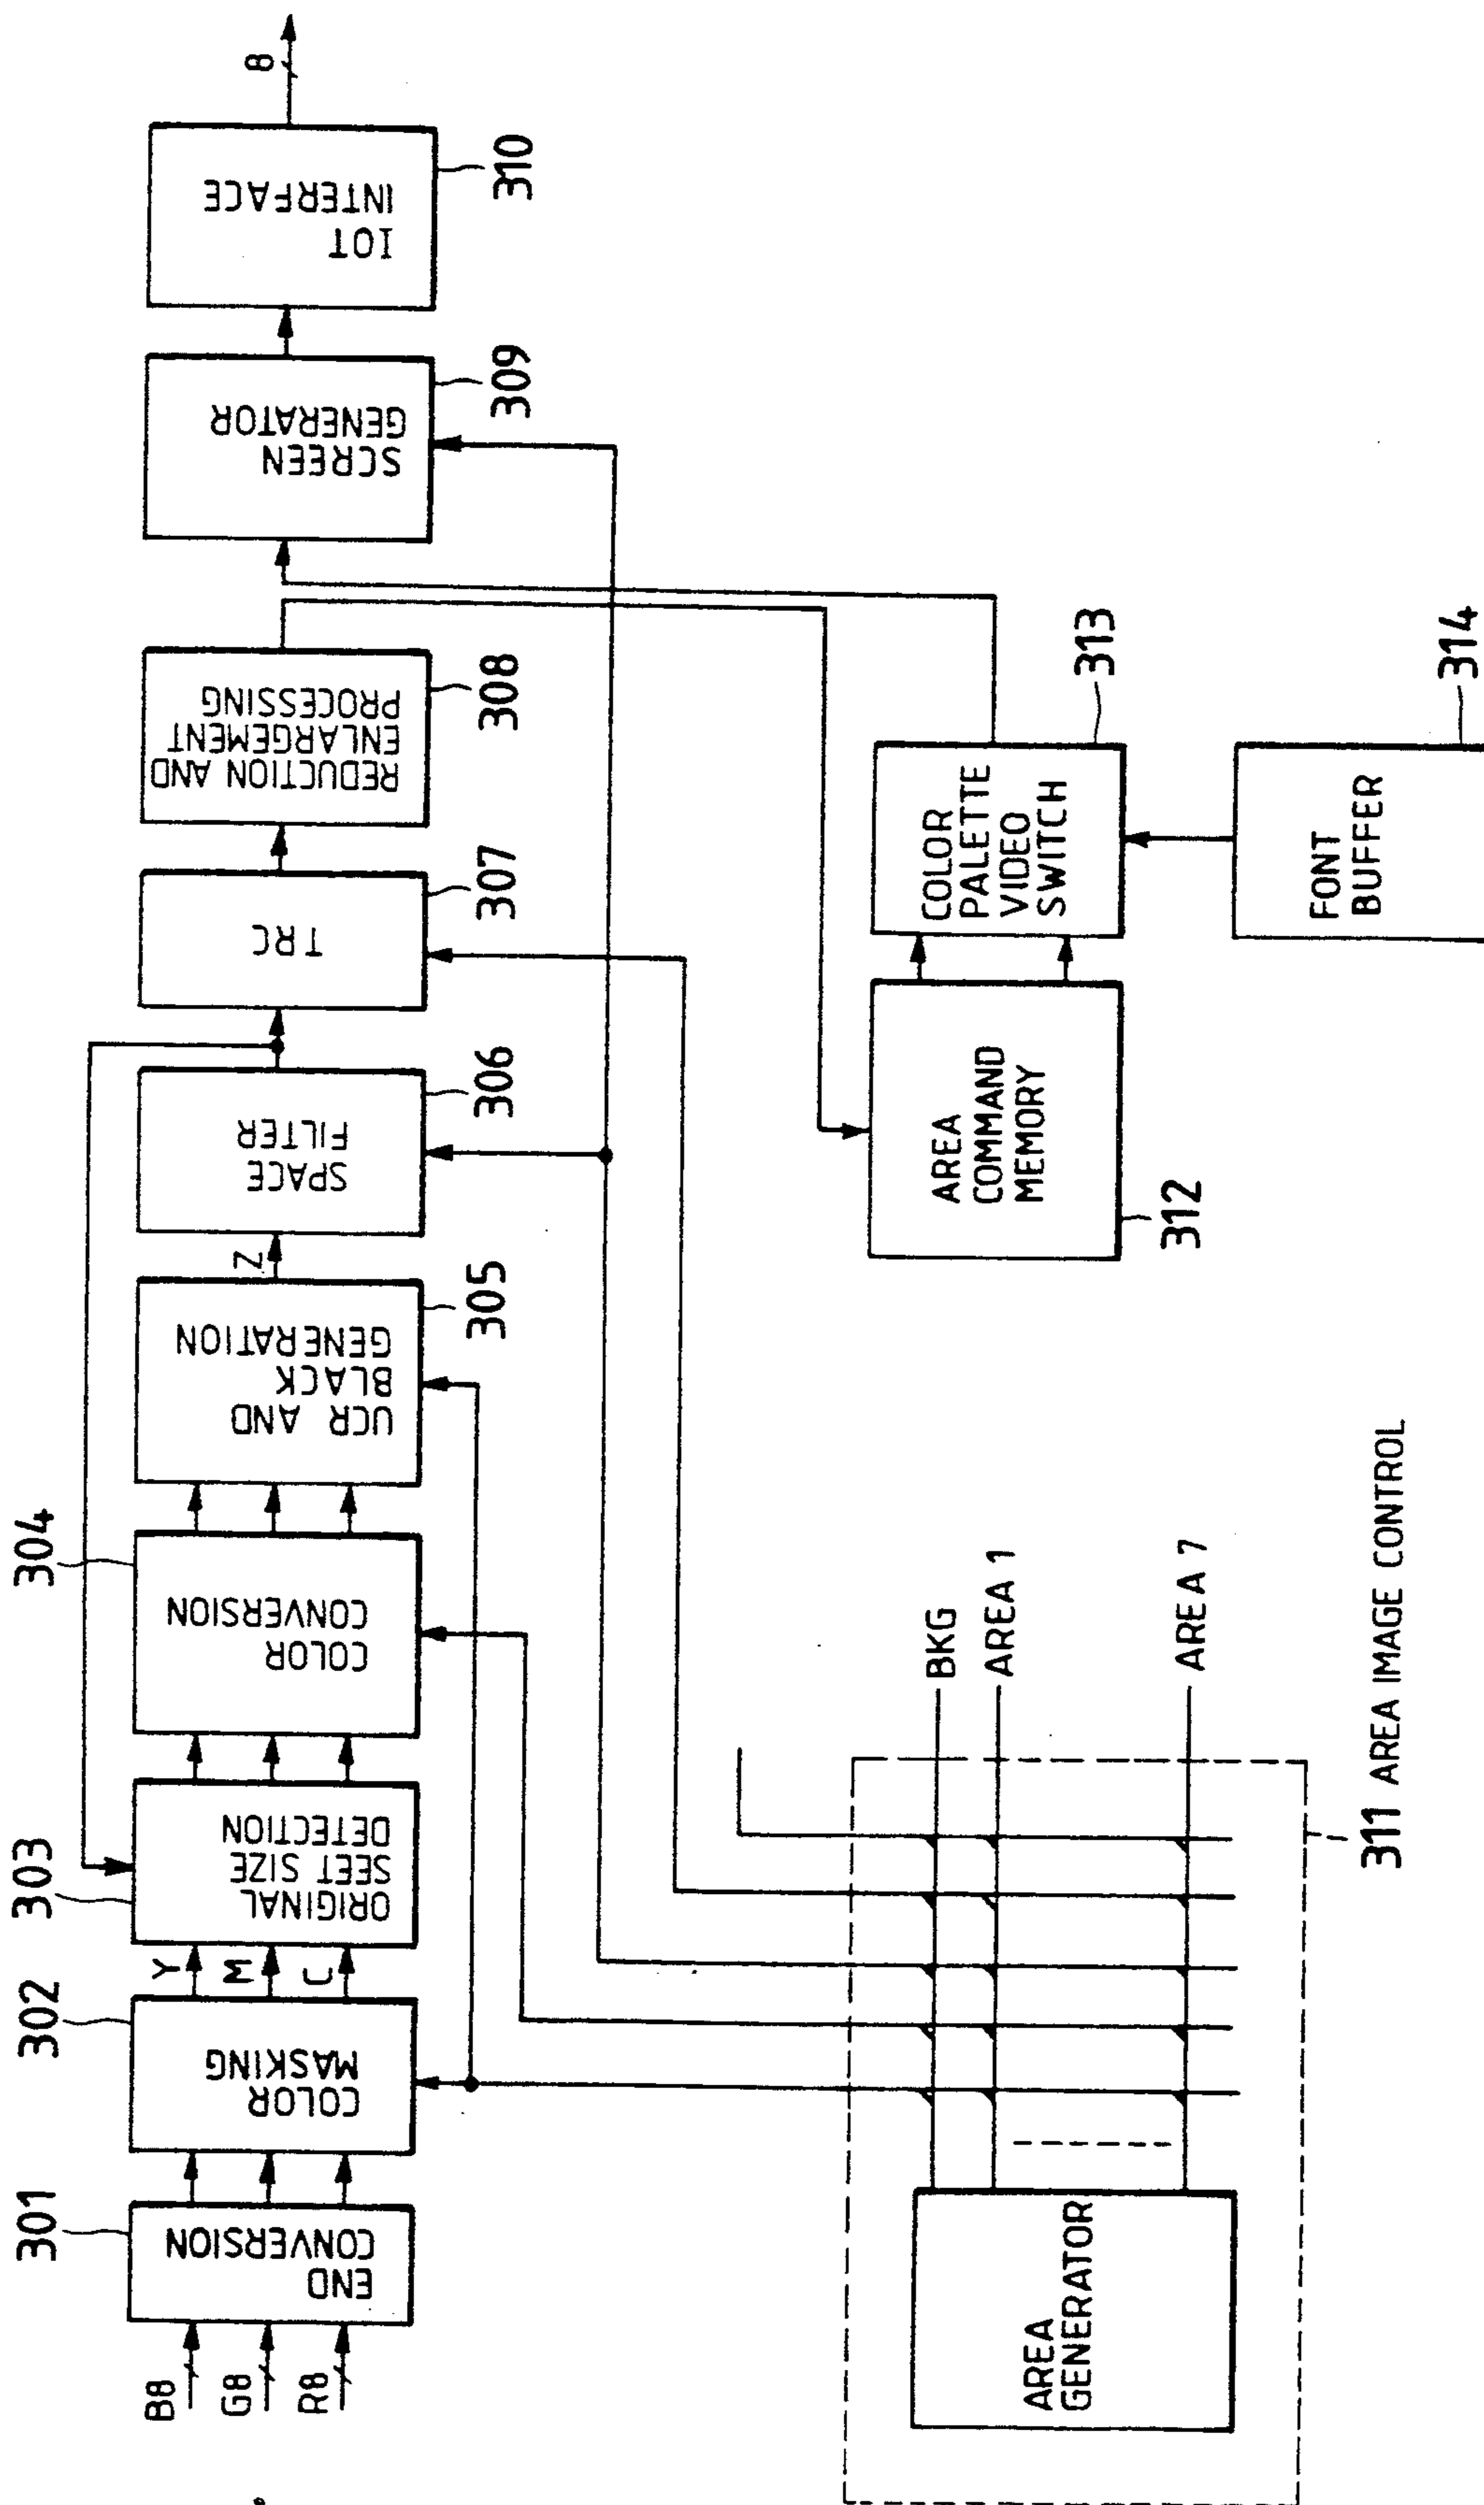 301
302
303
304
B8
G8
R8
END
CONVERSION
COLOR
MASKING
Y
M
C
ORIGINAL
SEET SIZE
DETECTION
COLOR
CONVERSION
UCR AND
BLACK
GENERATION
305
Z
SPACE
FILTER
306
TRC
307
REDUCTION AND
ENLARGEMENT
PROCESSING
308
SCREEN
GENERATOR
309
IOT
INTERFACE
310
8
AREA
GENERATOR
BKG
AREA 1
AREA 7
311 AREA IMAGE CONTROL
AREA
COMMAND
MEMORY
312
COLOR
PALETTE
VIDEO
SWITCH
313
FONT
BUFFER
314